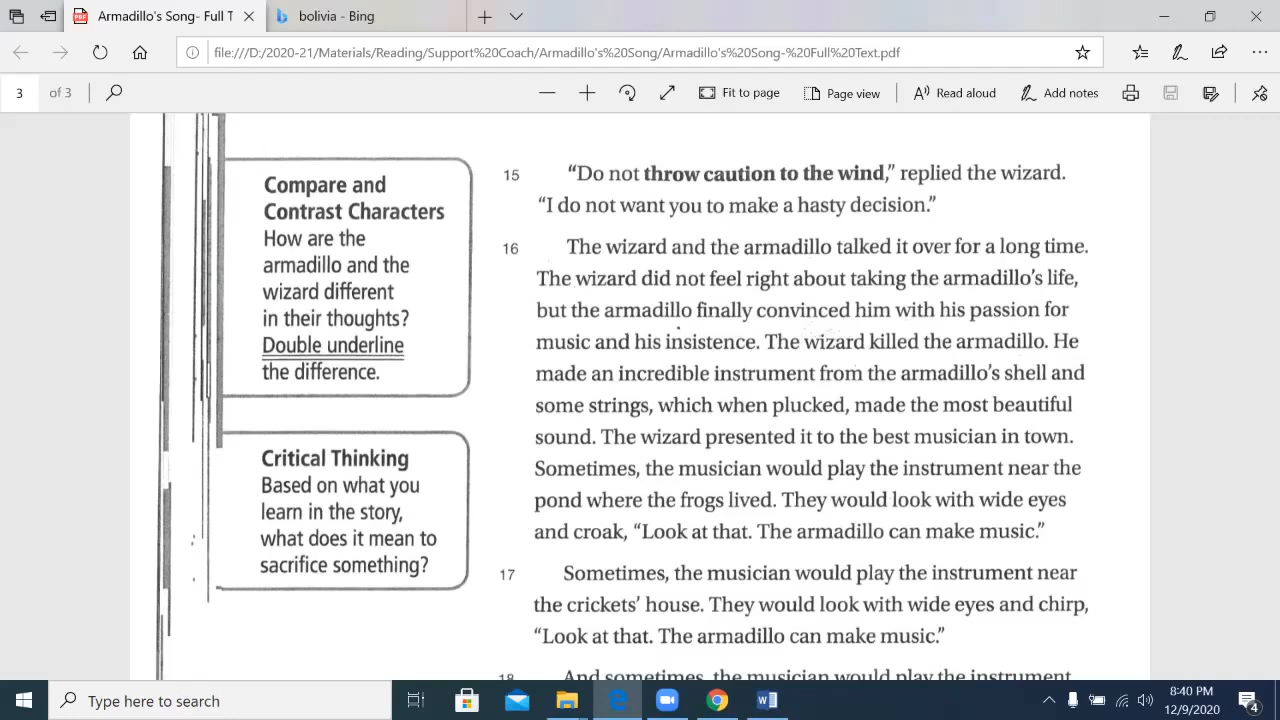 Armadillo's Song- Full T
bolivia - Bing
file:///D:/2020-21/Materials/Reading/Support%20Coach/Armadillo's%20Song/Armadillo's%20Song-%20Full%20Text.pdf
3 of 3
Fit to page
Page view
Read aloud
Add notes
Compare and
Contrast Characters
How are the
armadillo and the
wizard different
in their thoughts?
Double underline
the difference.
Critical Thinking
Based on what you
learn in the story,
what does it mean to
sacrifice something?
15 “Do not throw caution to the wind,” replied the wizard.
“I do not want you to make a hasty decision.”
16 The wizard and the armadillo talked it over for a long time.
The wizard did not feel right about taking the armadillo’s life,
but the armadillo finally convinced him with his passion for
music and his insistence. The wizard killed the armadillo. He
made an incredible instrument from the armadillo’s shell and
some strings, which when plucked, made the most beautiful
sound. The wizard presented it to the best musician in town.
Sometimes, the musician would play the instrument near the
pond where the frogs lived. They would look with wide eyes
and croak, “Look at that. The armadillo can make music.”
17 Sometimes, the musician would play the instrument near
the crickets’ house. They would look with wide eyes and chirp,
“Look at that. The armadillo can make music.”
18 And sometimes, the musician would play the instrument
Type here to search
8:40 PM
12/9/2020
4